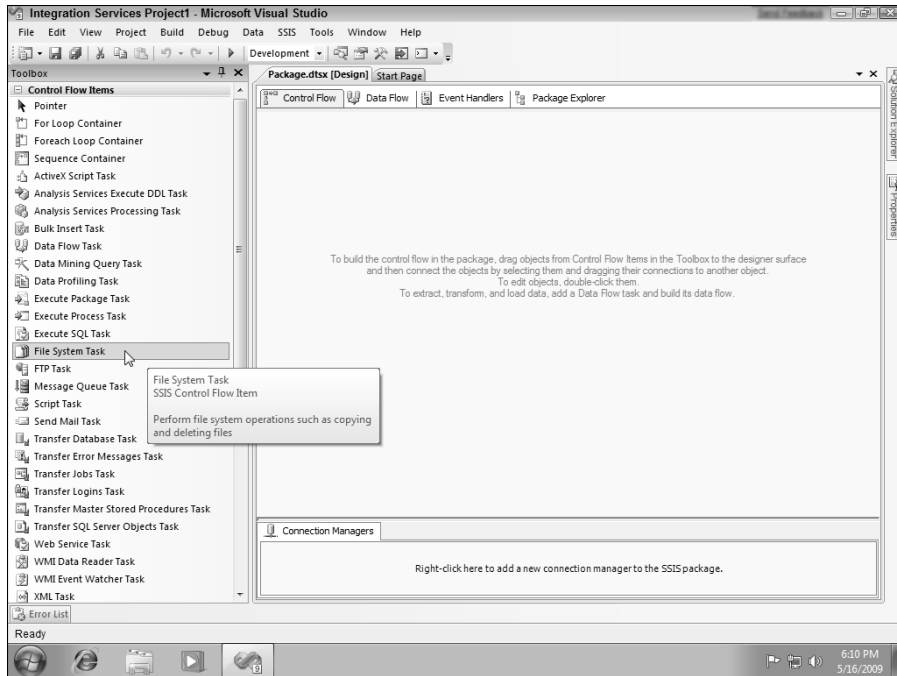 Integration Services Project1 - Microsoft Visual Studio
Send Feedback
File Edit View Project Build Debug Data SSIS Tools Window Help
Development
Toolbox
Package.dtsx [Design] Start Page
Control Flow Items
Control Flow Data Flow Event Handlers Package Explorer
Pointer
For Loop Container
Foreach Loop Container
Sequence Container
ActiveX Script Task
Analysis Services Execute DDL Task
Analysis Services Processing Task
Bulk Insert Task
Data Flow Task
Data Mining Query Task
Data Profiling Task
Execute Package Task
Execute Process Task
Execute SQL Task
File System Task
FTP Task
Message Queue Task
Script Task
Send Mail Task
Transfer Database Task
Transfer Error Messages Task
Transfer Jobs Task
Transfer Logins Task
Transfer Master Stored Procedures Task
Transfer SQL Server Objects Task
Web Service Task
WMI Data Reader Task
WMI Event Watcher Task
XML Task
File System Task
SSIS Control Flow Item
Perform file system operations such as copying
and deleting files
To build the control flow in the package, drag objects from Control Flow Items in the Toolbox to the designer surface
and then connect the objects by selecting them and dragging their connections to another object.
To edit objects, double-click them.
To extract, transform, and load data, add a Data Flow task and build its data flow.
Connection Managers
Right-click here to add a new connection manager to the SSIS package.
Solution Explorer
Properties
Error List
Ready
9
6:10 PM
5/16/2009